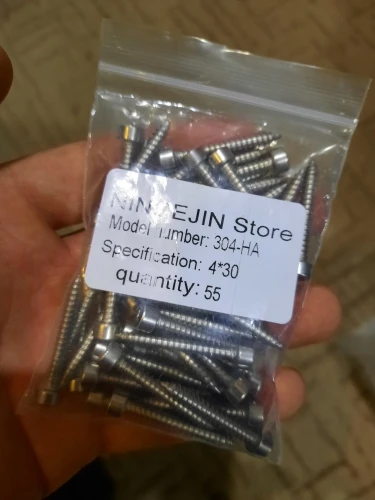 Store
Model number: 304-HA
Specification: 4*30
quantity: 55